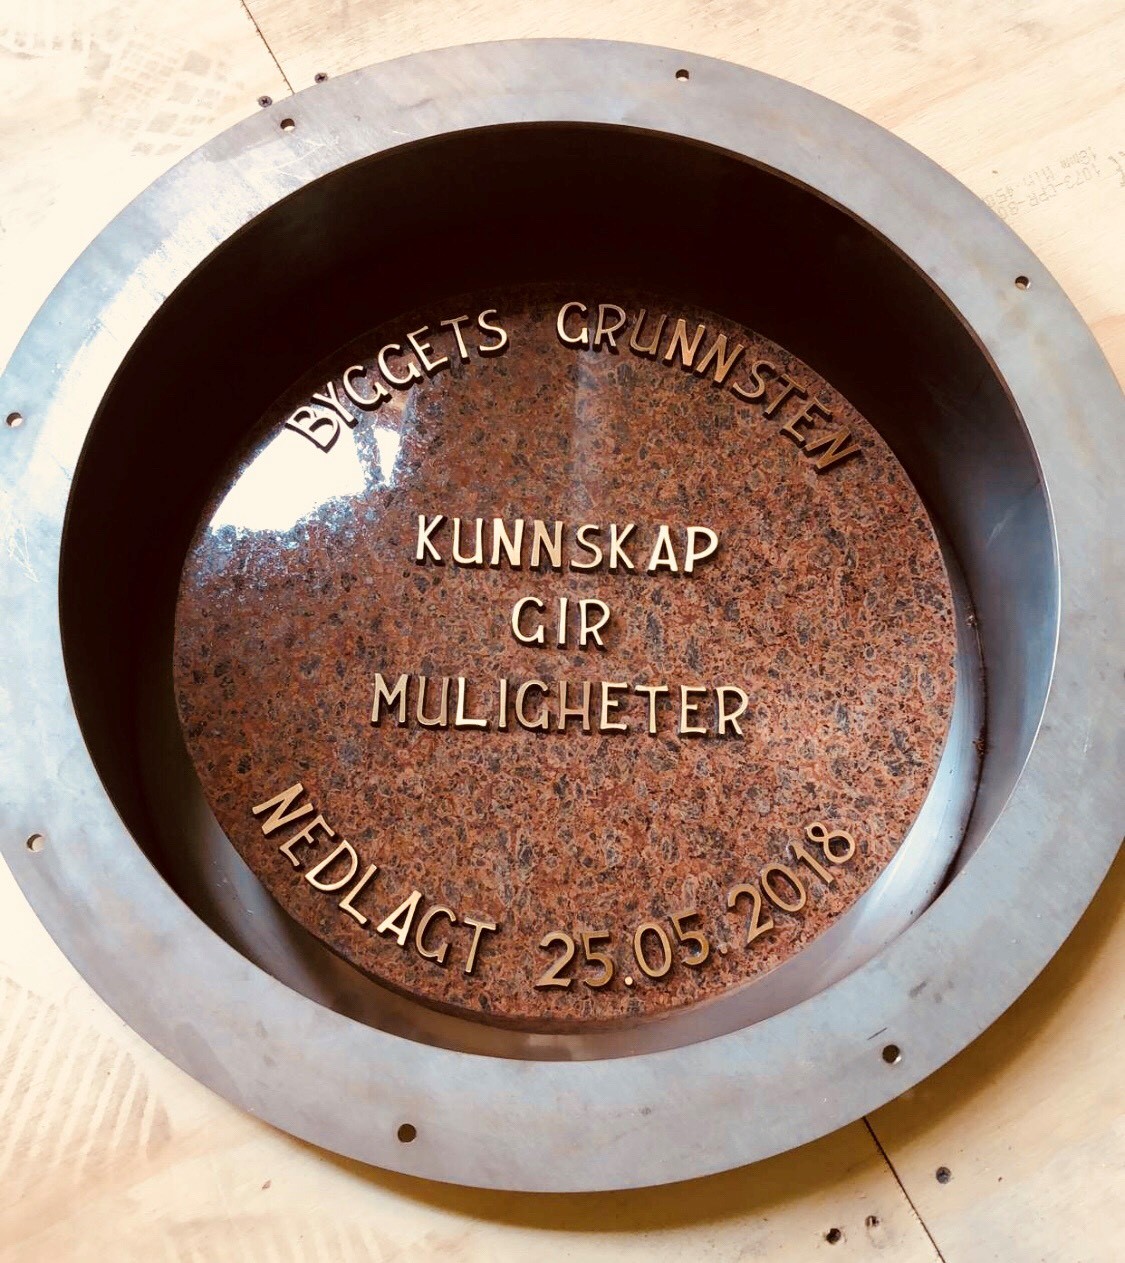 BYGGETS GRUNNSTEN
KUNNSKAP
GIR
MULIGHETER
NEDLAGT 25.05.2018